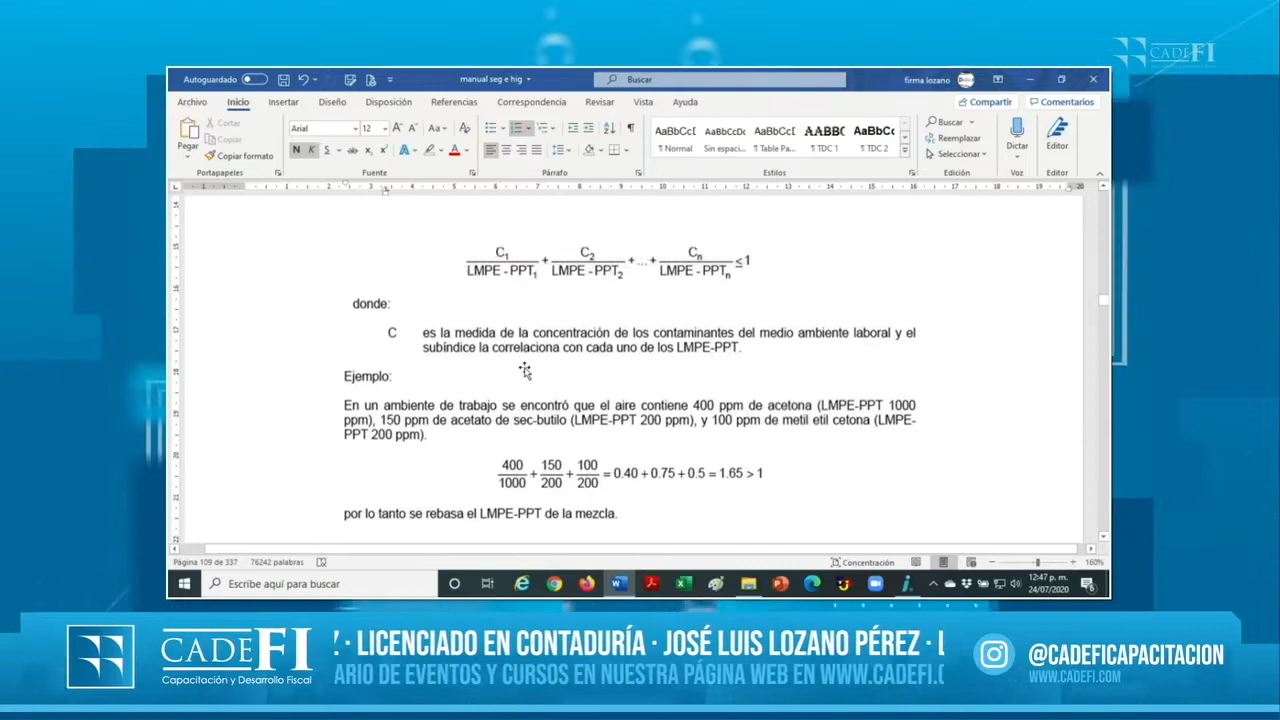 CADEFI
Autoguardado
manual seg e hig
Buscar
firma lozano
Archivo Inicio Insertar Diseño Disposición Referencias Correspondencia Revisar Vista Ayuda
Compartir Comentarios
Pegar
Cortar
Copiar
Copiar formato
Arial 12
N K S
AaBbCcI AaBbCcDc AaBbCcI AABBC AaBbCc
¶ Normal Sin espaci... ¶ Table Pa... ¶ TDC 1 ¶ TDC 2
Buscar
Reemplazar
Seleccionar
Dictar
Editor
Portapapeles Fuente Párrafo Estilos Edición Voz Editor
C1 / LMPE - PPT1 + C2 / LMPE - PPT2 + ... + Cn / LMPE - PPTn ≤ 1
donde:
C es la medida de la concentración de los contaminantes del medio ambiente laboral y el
subíndice la correlaciona con cada uno de los LMPE-PPT.
Ejemplo:
En un ambiente de trabajo se encontró que el aire contiene 400 ppm de acetona (LMPE-PPT 1000
ppm), 150 ppm de acetato de sec-butilo (LMPE-PPT 200 ppm), y 100 ppm de metil etil cetona (LMPE-
PPT 200 ppm).
400/1000 + 150/200 + 100/200 = 0.40 + 0.75 + 0.5 = 1.65 > 1
por lo tanto se rebasa el LMPE-PPT de la mezcla.
Página 109 de 337 76242 palabras
Concentración
160%
Escribe aquí para buscar
12:47 p. m.
24/07/2020
CADEFI
Capacitación y Desarrollo Fiscal
· LICENCIADO EN CONTADURÍA · JOSÉ LUIS LOZANO PÉREZ ·
ARIO DE EVENTOS Y CURSOS EN NUESTRA PÁGINA WEB EN WWW.CADEFI.C
@CADEFICAPACITACION
WWW.CADEFI.COM